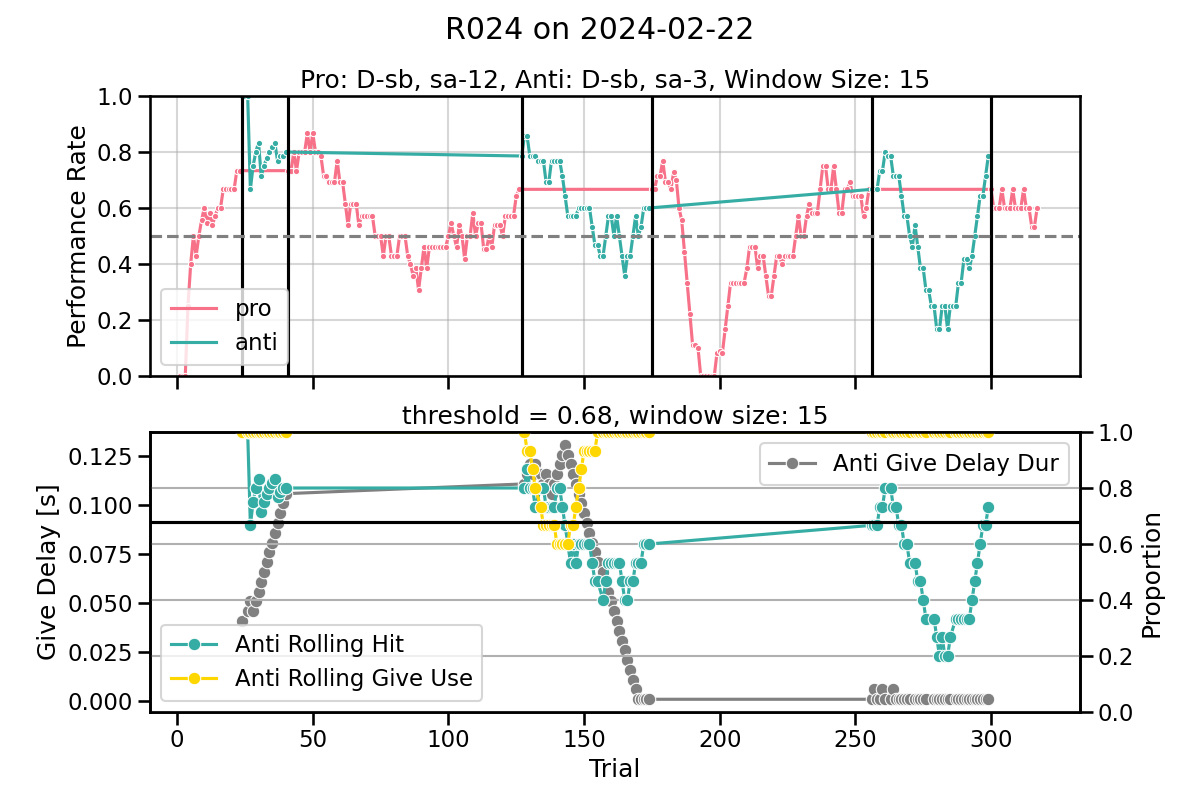 R024 on 2024-02-22
Pro: D-sb, sa-12, Anti: D-sb, sa-3, Window Size: 15
Performance Rate
1.0
0.8
0.6
0.4
0.2
0.0
pro
anti
threshold = 0.68, window size: 15
Give Delay [s]
0.125
0.100
0.075
0.050
0.025
0.000
Anti Give Delay Dur
Anti Rolling Hit
Anti Rolling Give Use
1.0
0.8
0.6
0.4
0.2
0.0
Proportion
0 50 100 150 200 250 300
Trial